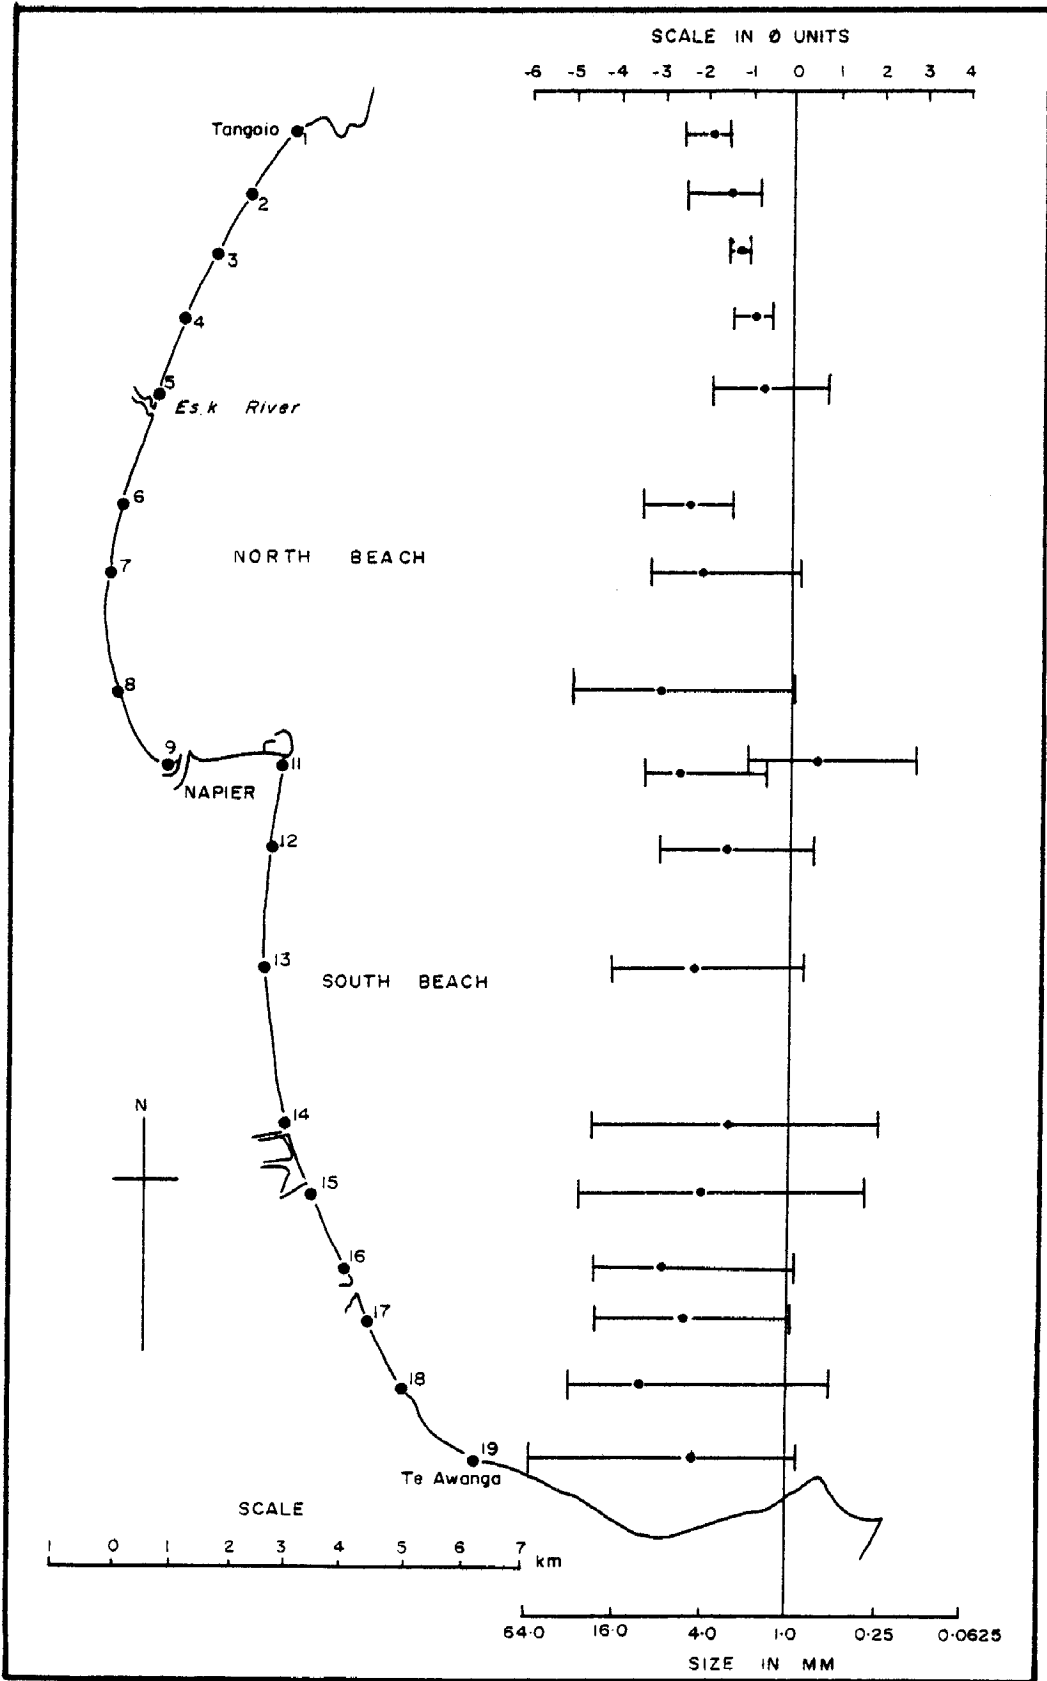 SCALE IN Ø UNITS
-6 -5 -4 -3 -2 -1 0 1 2 3 4
Tangoio
1
2
3
4
5
Es.k River
6
NORTH BEACH
7
8
9
11
NAPIER
12
13
SOUTH BEACH
14
N
15
16
17
18
19
Te Awanga
SCALE
1 0 1 2 3 4 5 6 7 km
64.0 16.0 4.0 1.0 0.25 0.0625
SIZE IN MM